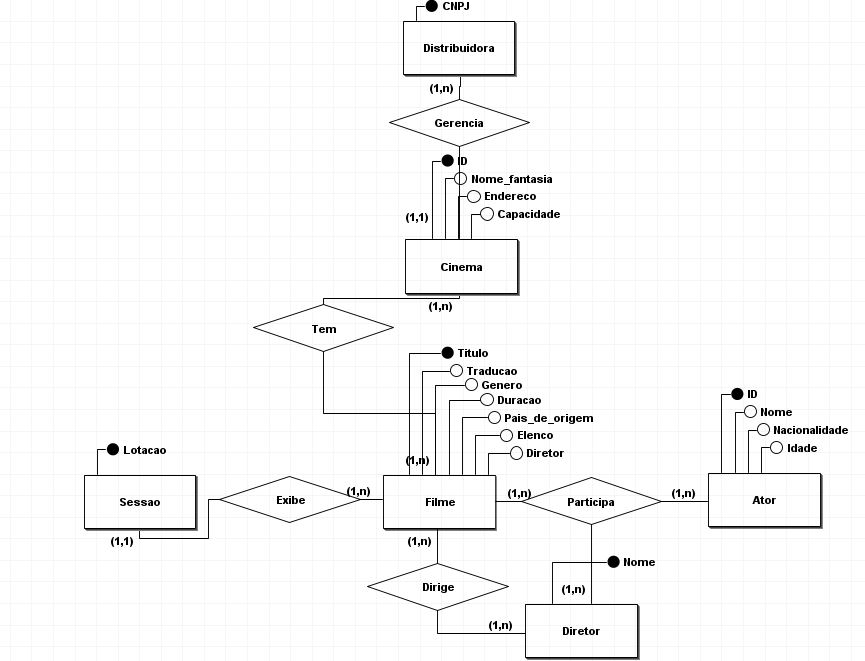 CNPJ
Distribuidora
(1,n)
Gerencia
ID
Nome_fantasia
Endereco
Capacidade
(1,1)
Cinema
(1,n)
Tem
Titulo
Traducao
Genero
Duracao
Pais_de_origem
Elenco
Diretor
(1,n)
ID
Nome
Nacionalidade
Idade
Lotacao
Sessao
(1,1)
Exibe
(1,n)
Filme
(1,n)
Participa
(1,n)
Ator
(1,n)
Dirige
(1,n)
Nome
(1,n)
Diretor